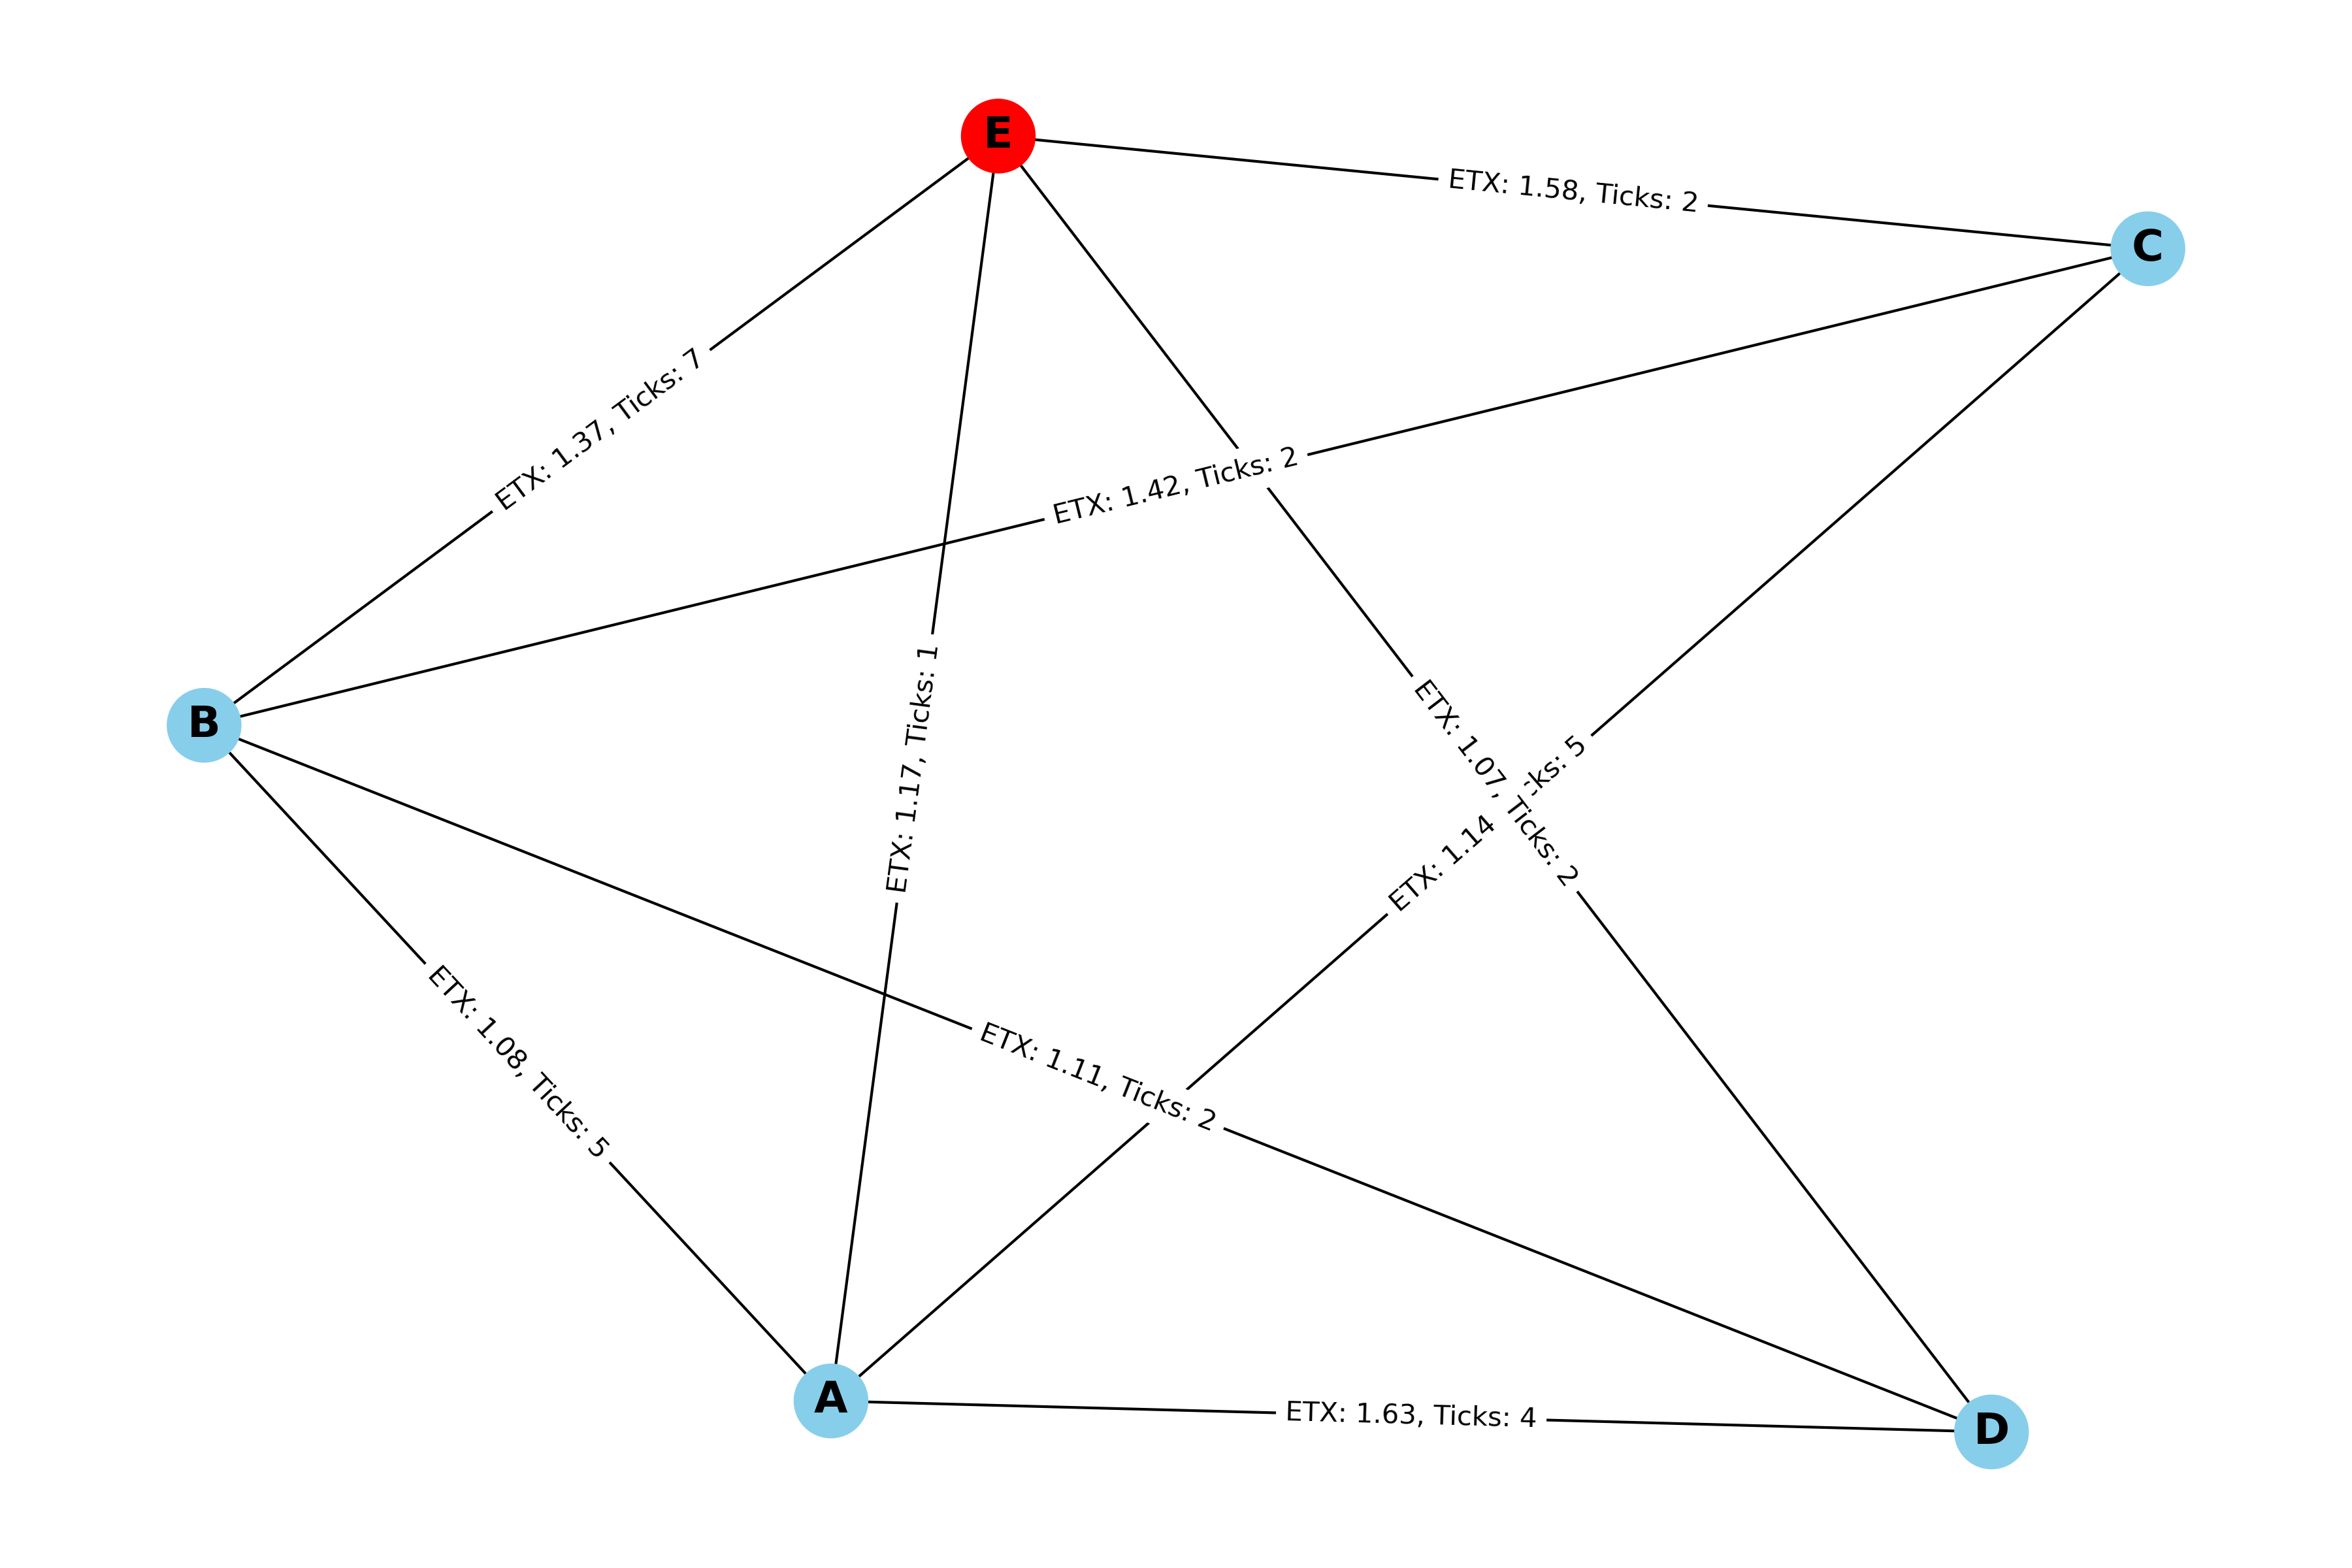 E
ETX: 1.58, Ticks: 2
C
ETX: 1.37, Ticks: 7
ETX: 1.42, Ticks: 2
B
ETX: 1.17, Ticks: 1
ETX: 1.07, Ticks: 2
ETX: 1.14 ks: 5
ETX: 1.08, Ticks: 5
ETX: 1.11, Ticks: 2
A
ETX: 1.63, Ticks: 4
D